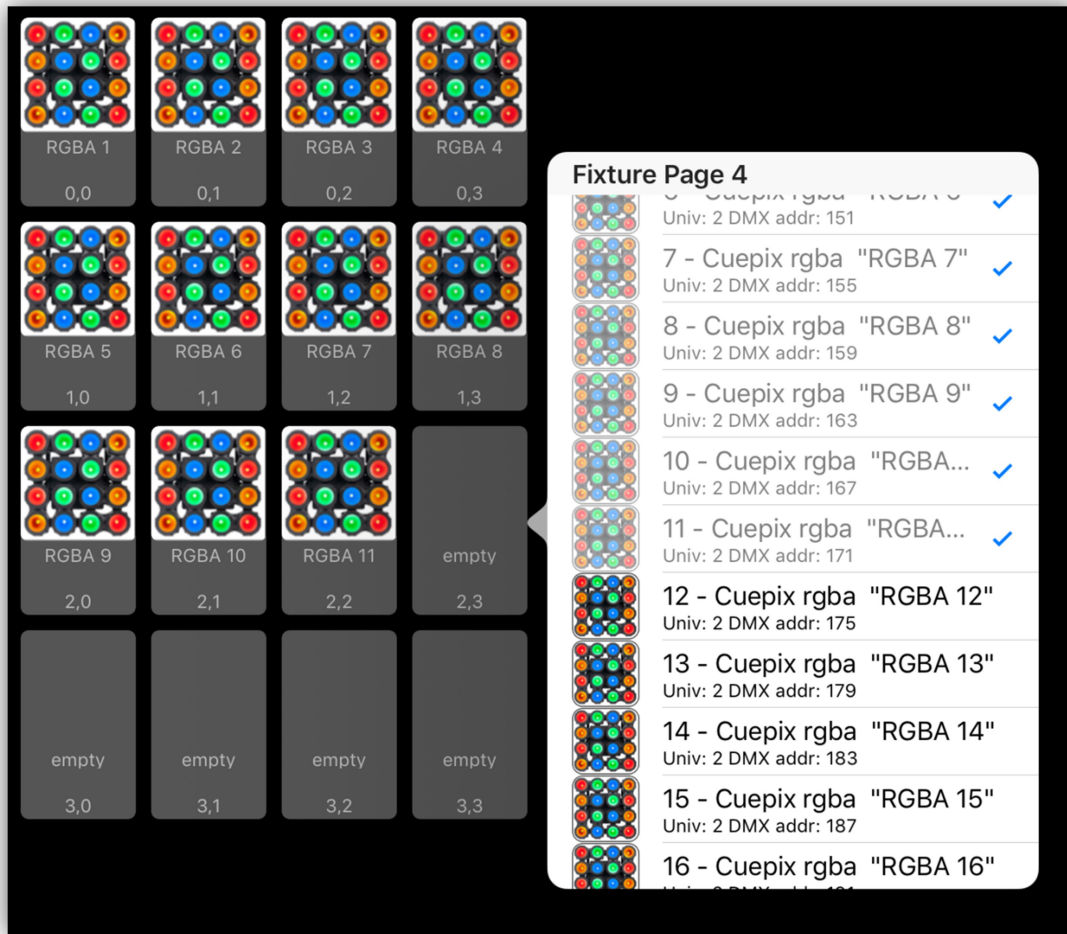 RGBA 1 RGBA 2 RGBA 3 RGBA 4
0,0 0,1 0,2 0,3
RGBA 5 RGBA 6 RGBA 7 RGBA 8
1,0 1,1 1,2 1,3
RGBA 9 RGBA 10 RGBA 11 empty
2,0 2,1 2,2 2,3
empty empty empty empty
3,0 3,1 3,2 3,3
Fixture Page 4
Cuepix rgba "RGBA
Univ: 2 DMX addr: 151
7 - Cuepix rgba "RGBA 7"
Univ: 2 DMX addr: 155
8 - Cuepix rgba "RGBA 8"
Univ: 2 DMX addr: 159
9 - Cuepix rgba "RGBA 9"
Univ: 2 DMX addr: 163
10 - Cuepix rgba "RGBA...
Univ: 2 DMX addr: 167
11 - Cuepix rgba "RGBA...
Univ: 2 DMX addr: 171
12 - Cuepix rgba "RGBA 12"
Univ: 2 DMX addr: 175
13 - Cuepix rgba "RGBA 13"
Univ: 2 DMX addr: 179
14 - Cuepix rgba "RGBA 14"
Univ: 2 DMX addr: 183
15 - Cuepix rgba "RGBA 15"
Univ: 2 DMX addr: 187
16 - Cuepix rgba "RGBA 16"